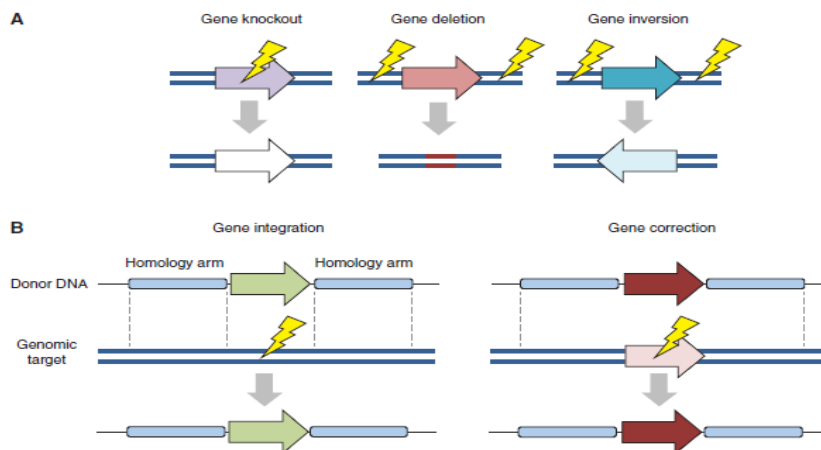 A
Gene knockout Gene deletion Gene inversion
B
Gene integration Gene correction
Homology arm Homology arm
Donor DNA
Genomic
target